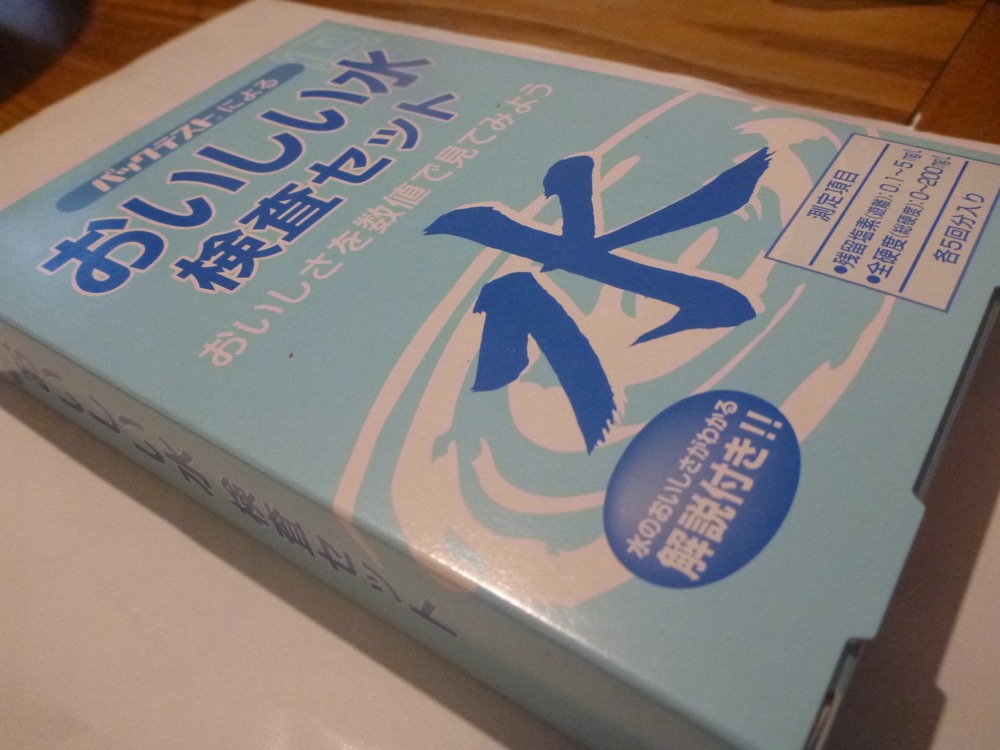 パックテストによる
おいしい水
検査セット
おいしさを数値で見てみよう
水
測定項目
●残留塩素(遊離):0.1~5mg/L
●全硬度(総硬度):0~200mg/L
各5回分入り
水のおいしさがわかる
解説付き!!
おいしい水検査セット